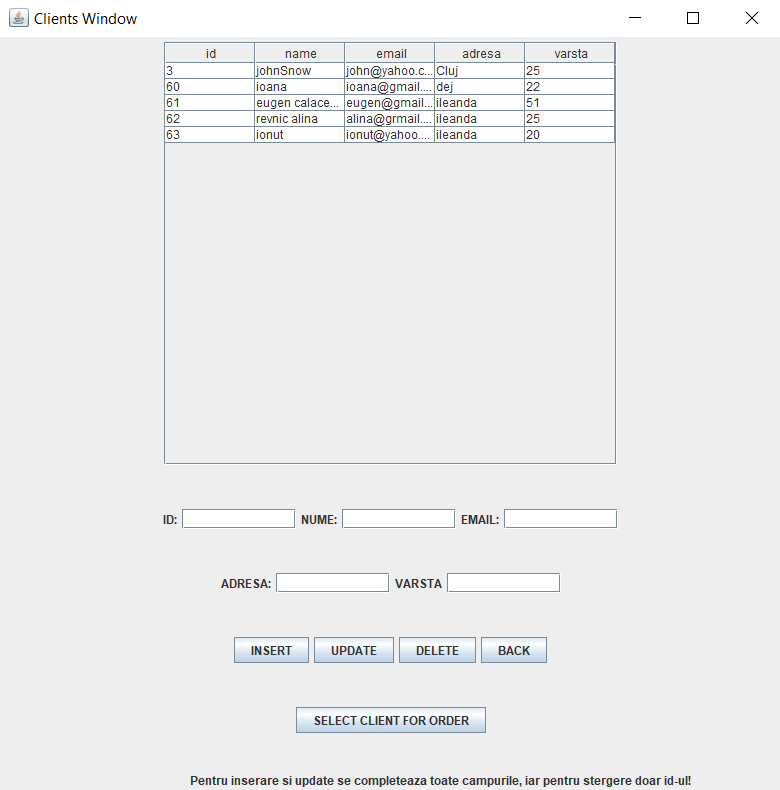 Clients Window
id name email adresa varsta
3 johnSnow john@yahoo.c... Cluj 25
60 ioana ioana@gmail.... dej 22
61 eugen calace... eugen@gmail... ileanda 51
62 revnic alina alina@grmail.... ileanda 25
63 ionut ionut@yahoo.... ileanda 20
ID: NUME: EMAIL:
ADRESA: VARSTA
INSERT UPDATE DELETE BACK
SELECT CLIENT FOR ORDER
Pentru inserare si update se completeaza toate campurile, iar pentru stergere doar id-ul!